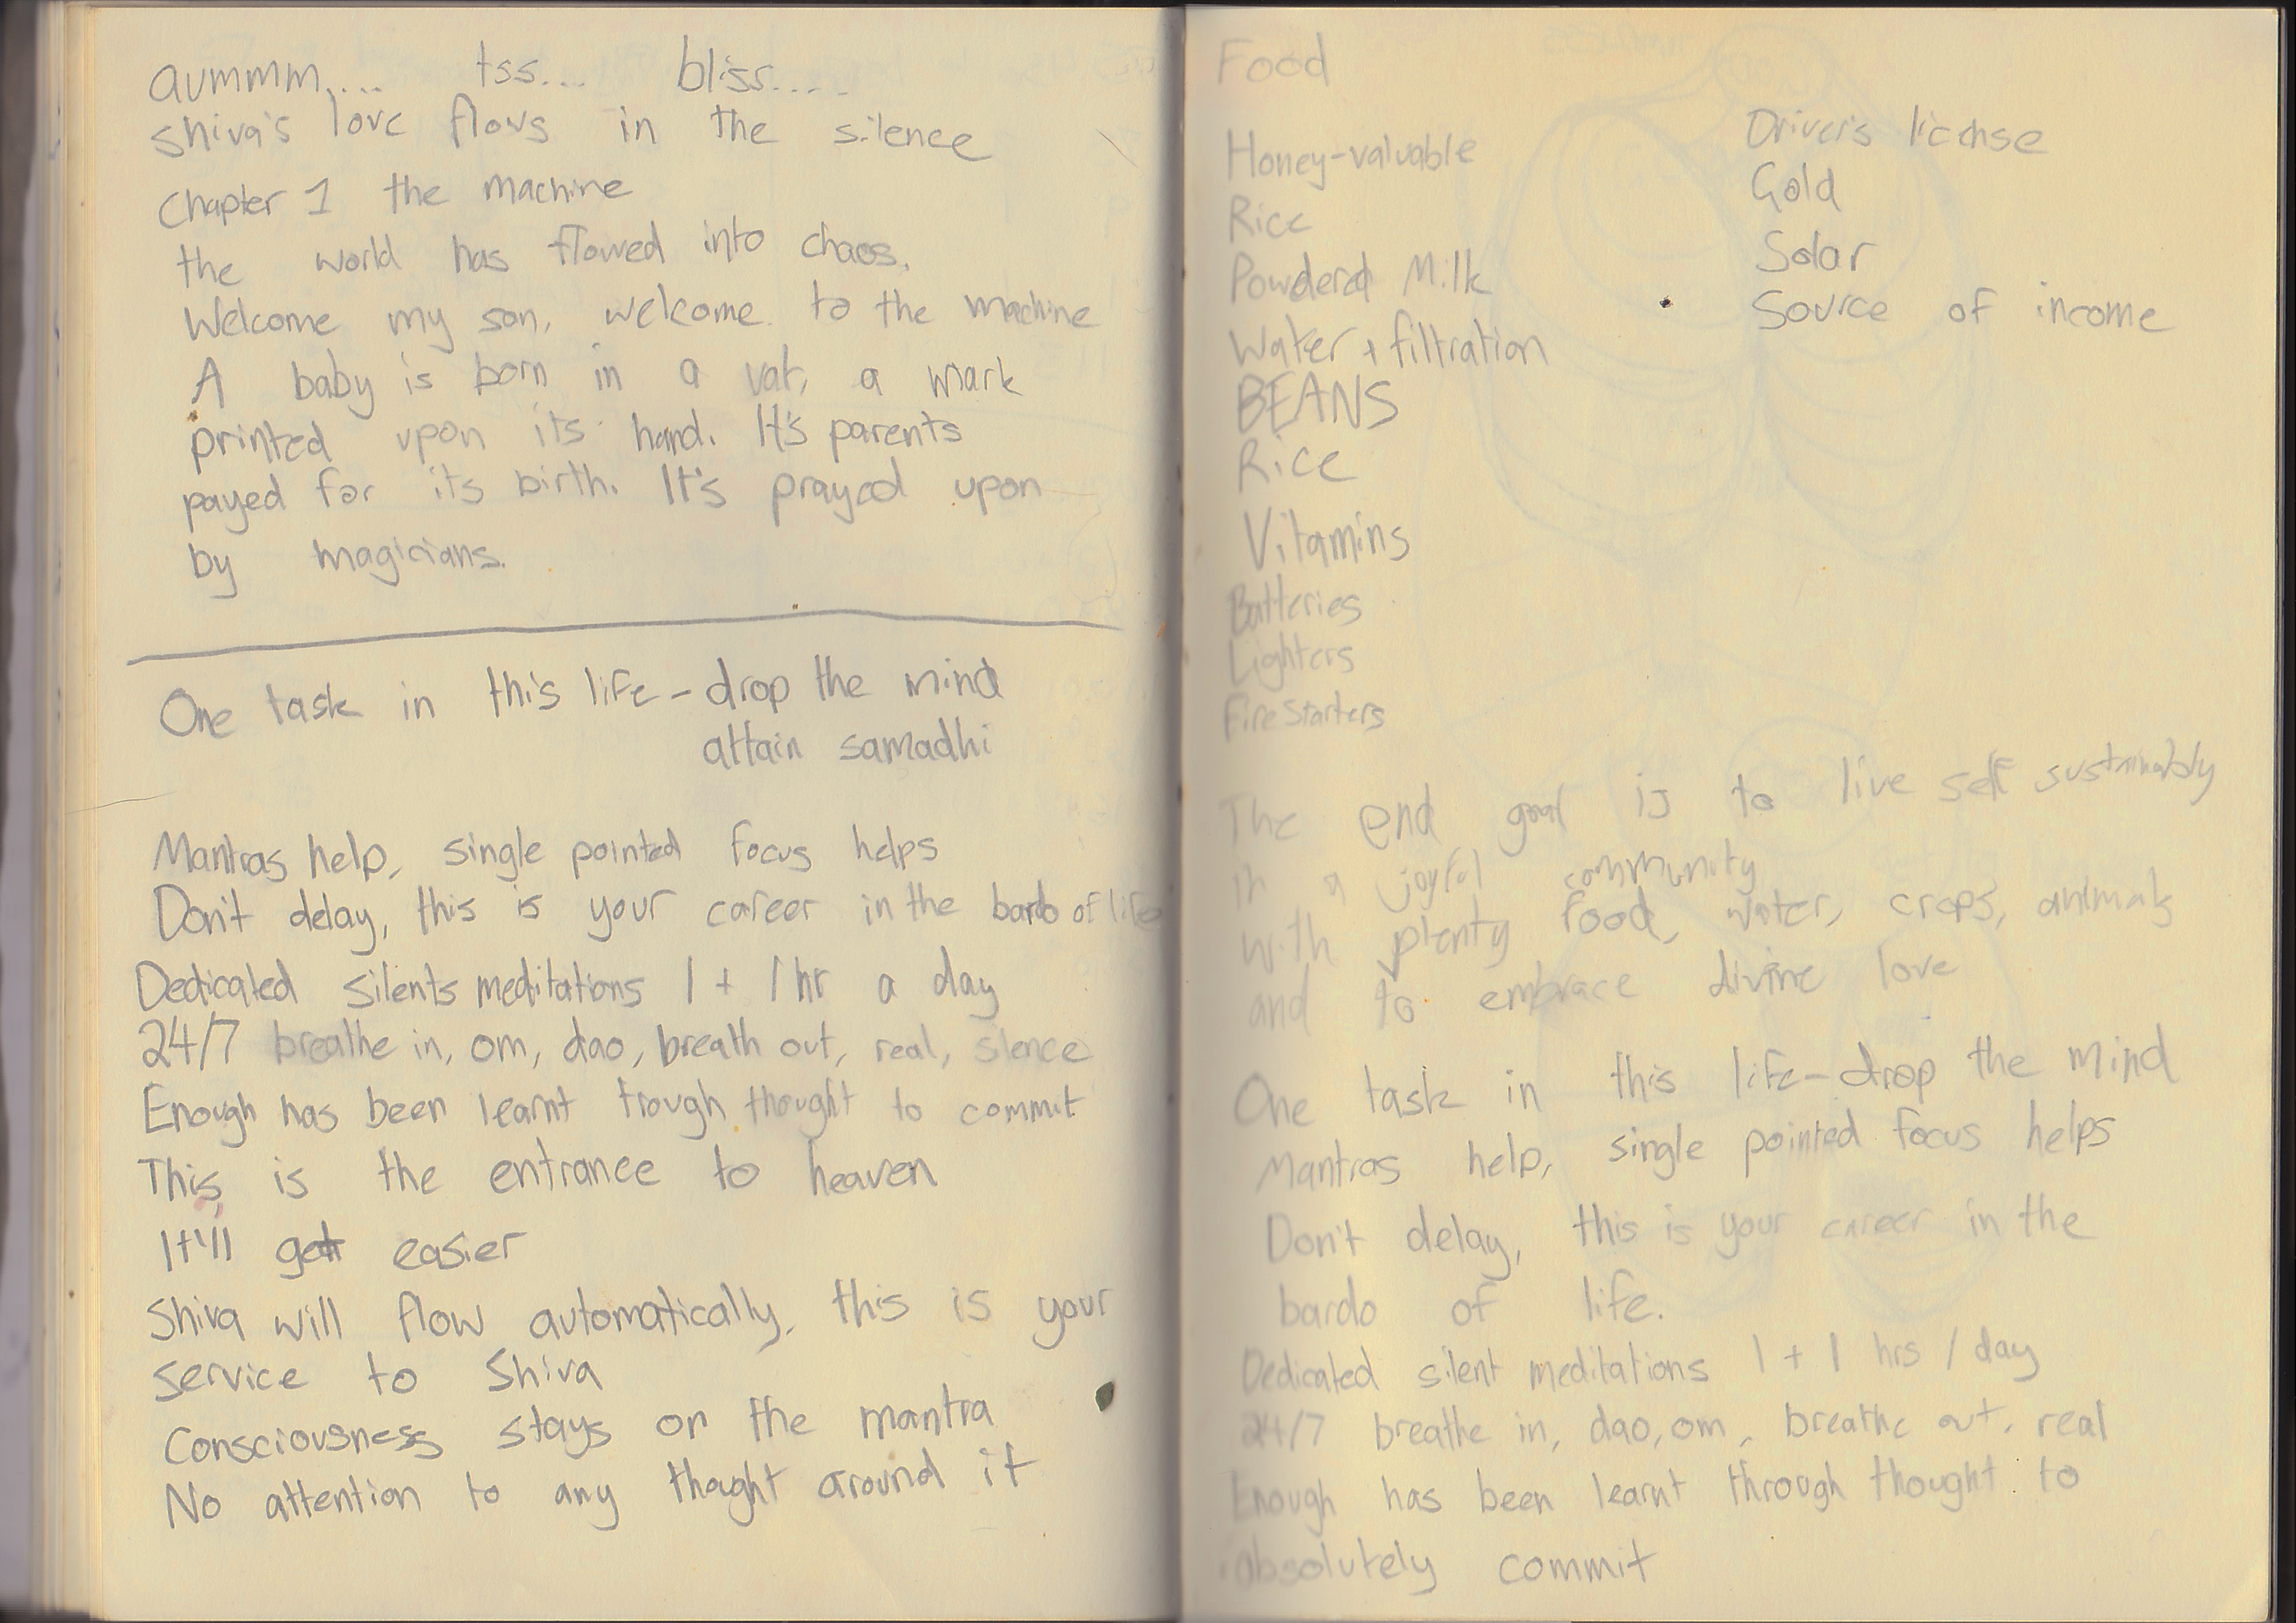 aummm.... tss... bliss.....
Shiva's love flows in the silence
Chapter 1 the machine
the world has flowed into chaos.
Welcome my son, welcome to the machine
A baby is born in a vat, a mark
printed upon its hand. It's parents
payed for its birth. It's prayed upon
by magicians.
One task in this life - drop the mind
attain samadhi
Mantras help, single pointed focus helps
Don't delay, this is your career in the bardo of life
Dedicated silents meditations 1 + 1 hr a day
24/7 breathe in, om, dao, breath out, real, silence
Enough has been learnt trough thought to commit
This is the entrance to heaven
It'll get easier
Shiva will flow automatically, this is your
service to Shiva
Consciousness stays on the mantra
No attention to any thought around it
Food
Honey-valuable
Rice
Powdered Milk
Water + filtration
BEANS
Rice
Vitamins
Batteries
Lighters
Fire Starters
Driver's license
Gold
Solar
Source of income
The end goal is to live self sustainably
in a joyful community
with plenty food, water, crops, animals
and to embrace divine love
One task in this life - drop the mind
Mantras help, single pointed focus helps
Don't delay, this is your career in the
bardo of life.
Dedicated silent meditations 1 + 1 hrs / day
24/7 breathe in, dao, om, breathe out, real
Enough has been learnt through thought to
absolutely commit